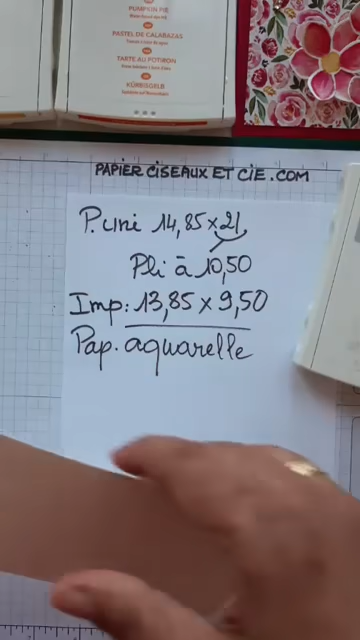 PUMPKIN PIE
PASTEL DE CALABAZAS
TARTE AU POTIRON
KÜRBISGELB
PAPIER CISEAUX ET CIE.COM
P. uni 14,85 x 21
Pli à 10,50
Imp: 13,85 x 9,50
Pap. aquarelle